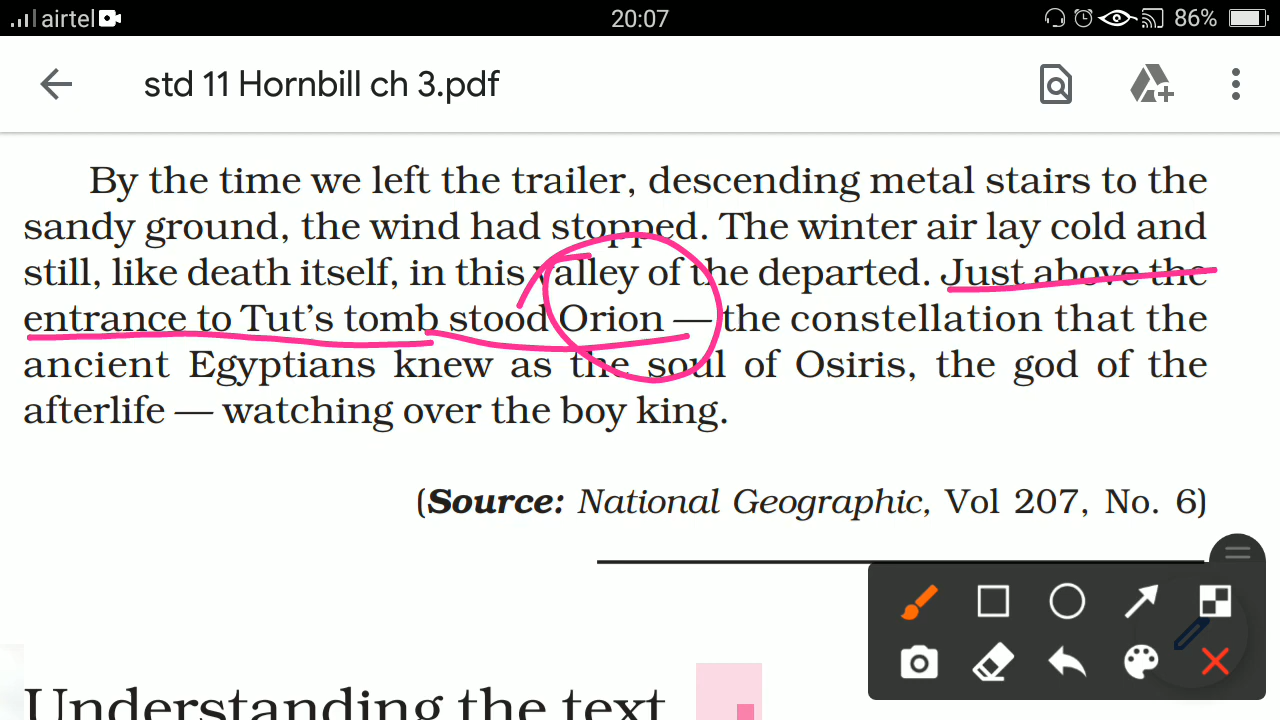 airtel 20:07 86%
std 11 Hornbill ch 3.pdf
By the time we left the trailer, descending metal stairs to the
sandy ground, the wind had stopped. The winter air lay cold and
still, like death itself, in this valley of the departed. Just above the
entrance to Tut's tomb stood Orion — the constellation that the
ancient Egyptians knew as the soul of Osiris, the god of the
afterlife — watching over the boy king.
(Source: National Geographic, Vol 207, No. 6)
Understanding the text